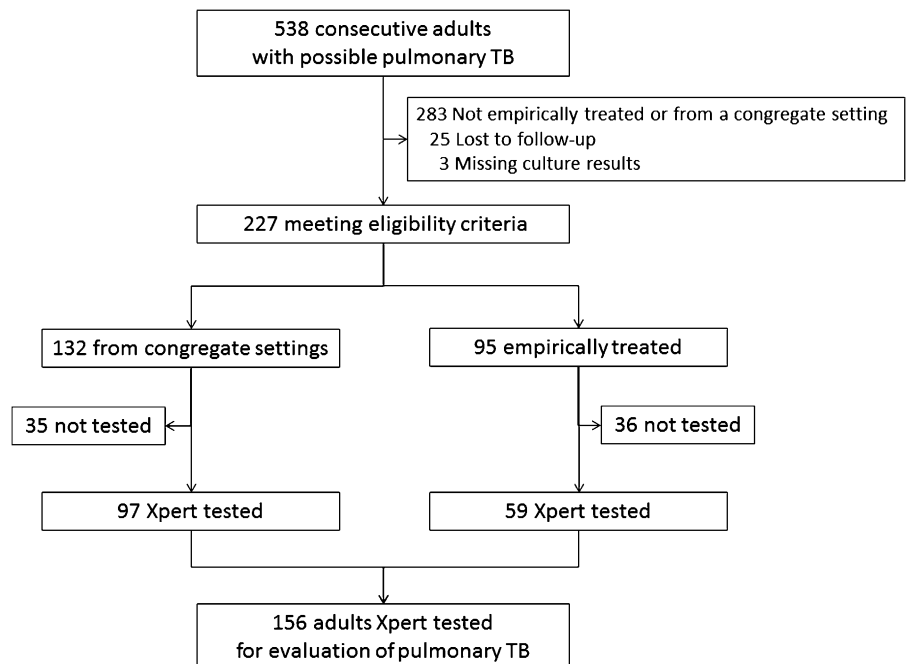 538 consecutive adults
with possible pulmonary TB
283 Not empirically treated or from a congregate setting
25 Lost to follow-up
3 Missing culture results
227 meeting eligibility criteria
132 from congregate settings
95 empirically treated
35 not tested
36 not tested
97 Xpert tested
59 Xpert tested
156 adults Xpert tested
for evaluation of pulmonary TB